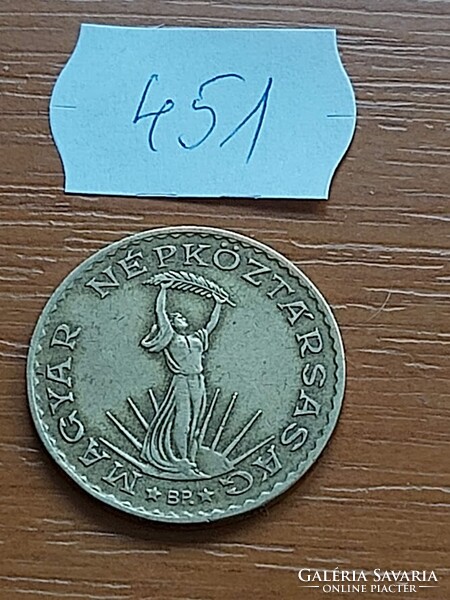 451
MAGYAR NÉPKÖZTÁRSASÁG
★ BP. ★
GALÉRIA SAVARIA
ONLINE PIACTÉR